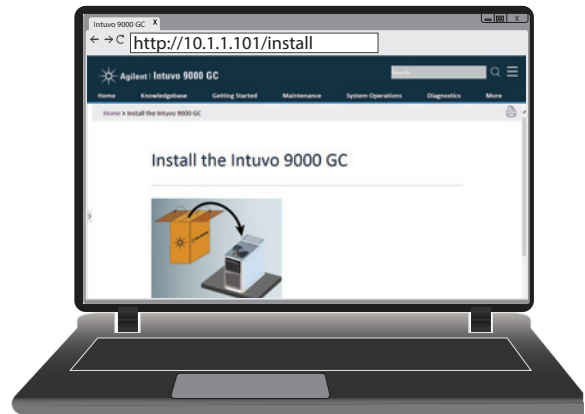 Intuvo 9000 GC X
http://10.1.1.101/install
Agilent | Intuvo 9000 GC
Search
Home Knowledgebase Getting Started Maintenance System Operations Diagnostics More
Home > Install the Intuvo 9000 GC
Install the Intuvo 9000 GC